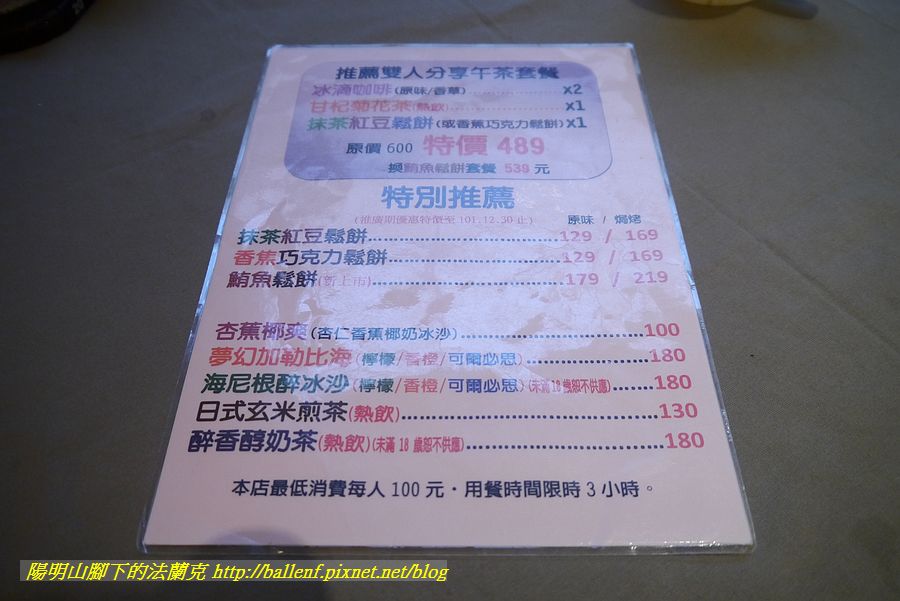 推薦雙人分享午茶套餐
冰滴咖啡(原味/香草)....................x2
甘杞菊花茶(熱飲)....................x1
抹茶紅豆鬆餅(或香蕉巧克力鬆餅)x1
原價 600 特價 489
換鮪魚鬆餅套餐 539 元
特別推薦
(推廣期優惠特價至101.12.30止) 原味 / 焗烤
抹茶紅豆鬆餅....................129 / 169
香蕉巧克力鬆餅....................129 / 169
鮪魚鬆餅(新上市)....................179 / 219
杏蕉椰爽(杏仁香蕉椰奶冰沙)....................100
夢幻加勒比海(檸檬/香橙/可爾必思)....................180
海尼根醉冰沙(檸檬/香橙/可爾必思)(未滿18歲恕不供應).......180
日式玄米煎茶(熱飲)....................130
醉香醇奶茶(熱飲)(未滿 18 歲恕不供應)....................180
本店最低消費每人 100 元．用餐時間限時 3 小時。
陽明山腳下的法蘭克 http://ballenf.pixnet.net/blog